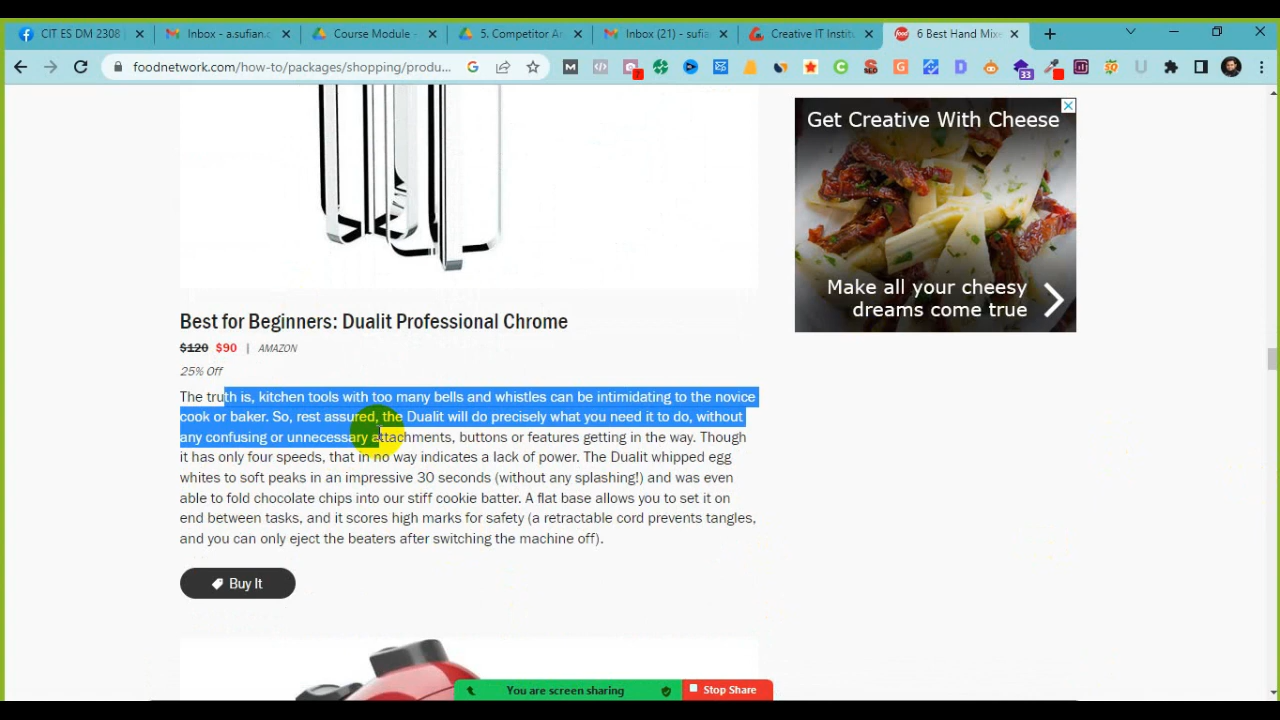 CIT ES DM 2308
Inbox - a.sufian.c
Course Module -
5. Competitor An
Inbox (21) - sufia
Creative IT Institu
6 Best Hand Mixe
foodnetwork.com/how-to/packages/shopping/produ...
Get Creative With Cheese
Make all your cheesy
dreams come true
Best for Beginners: Dualit Professional Chrome
$120 $90 | AMAZON
25% Off
The truth is, kitchen tools with too many bells and whistles can be intimidating to the novice
cook or baker. So, rest assured, the Dualit will do precisely what you need it to do, without
any confusing or unnecessary attachments, buttons or features getting in the way. Though
it has only four speeds, that in no way indicates a lack of power. The Dualit whipped egg
whites to soft peaks in an impressive 30 seconds (without any splashing!) and was even
able to fold chocolate chips into our stiff cookie batter. A flat base allows you to set it on
end between tasks, and it scores high marks for safety (a retractable cord prevents tangles,
and you can only eject the beaters after switching the machine off).
Buy It
You are screen sharing
Stop Share